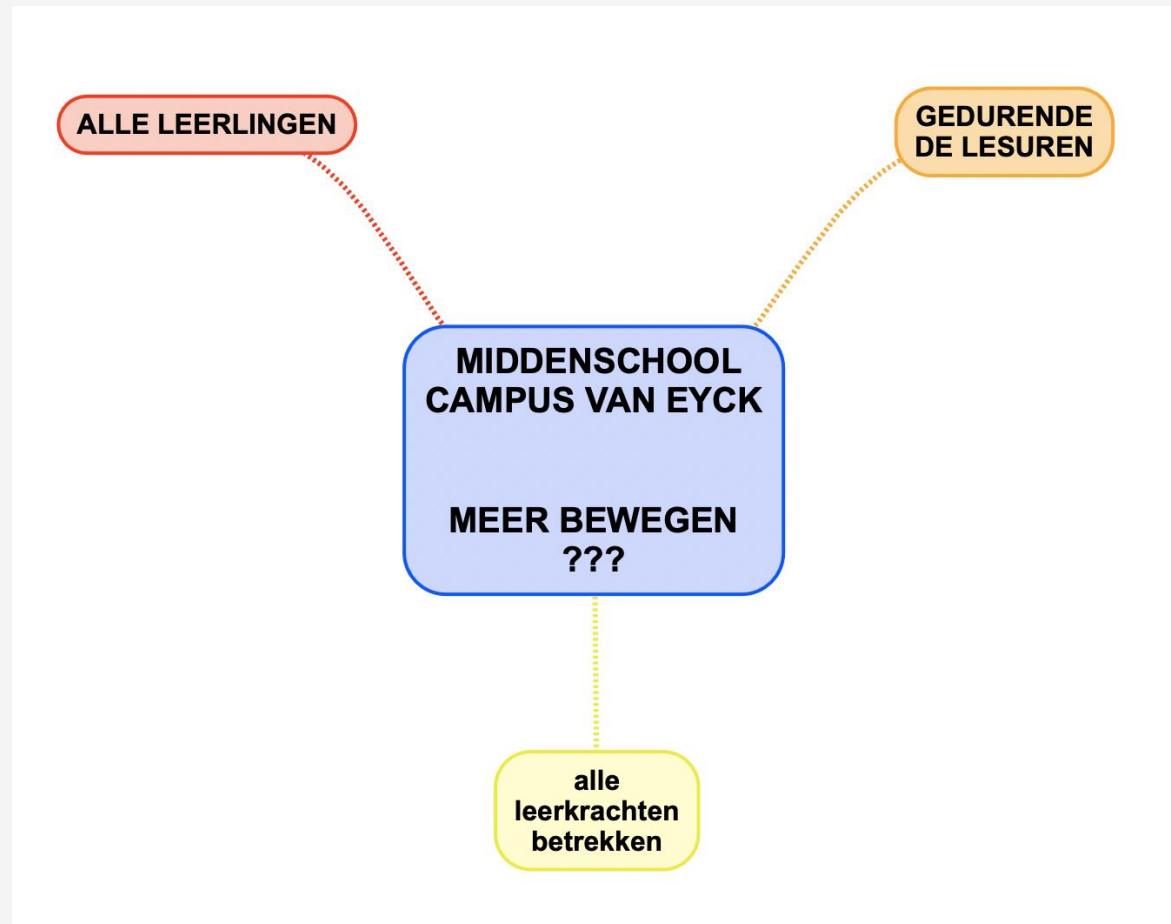 ALLE LEERLINGEN
GEDURENDE
DE LESUREN
MIDDENSCHOOL
CAMPUS VAN EYCK
MEER BEWEGEN
???
alle
leerkrachten
betrekken